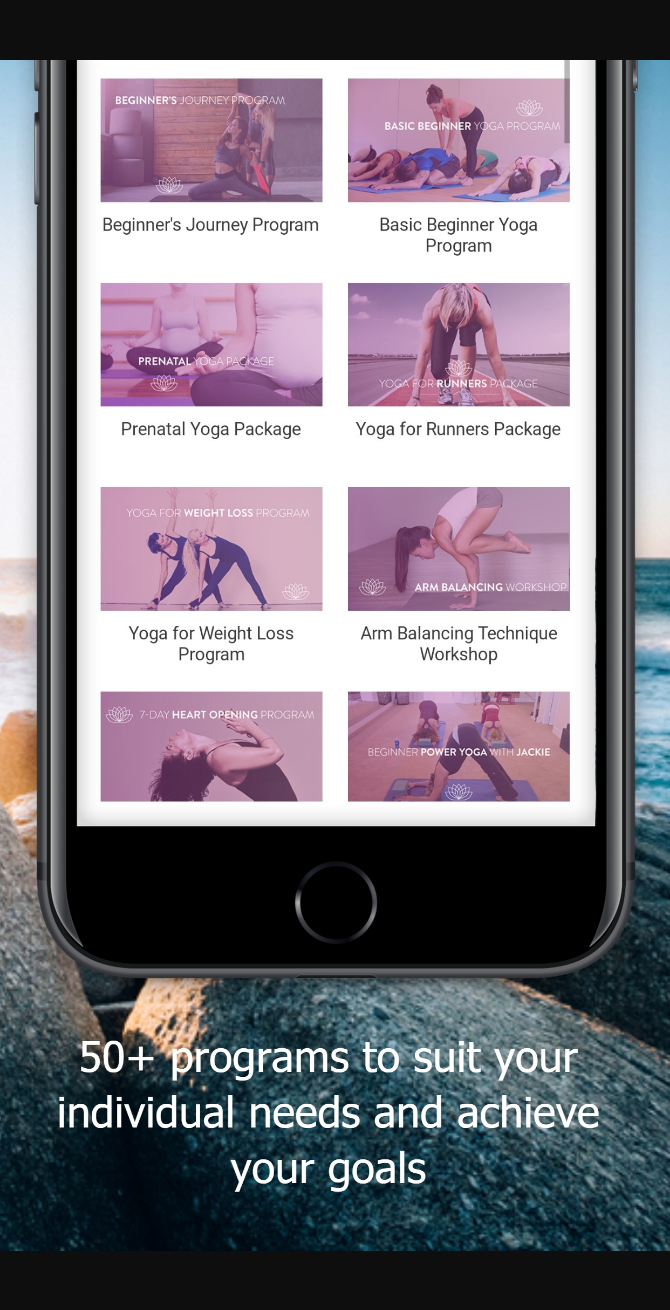 BEGINNER'S JOURNEY PROGRAM
Beginner's Journey Program
BASIC BEGINNER YOGA PROGRAM
Basic Beginner Yoga
Program
PRENATAL YOGA PACKAGE
Prenatal Yoga Package
YOGA FOR RUNNERS PACKAGE
Yoga for Runners Package
YOGA FOR WEIGHT LOSS PROGRAM
Yoga for Weight Loss
Program
ARM BALANCING WORKSHOP
Arm Balancing Technique
Workshop
7-DAY HEART OPENING PROGRAM
BEGINNER POWER YOGA WITH JACKIE
50+ programs to suit your
individual needs and achieve
your goals